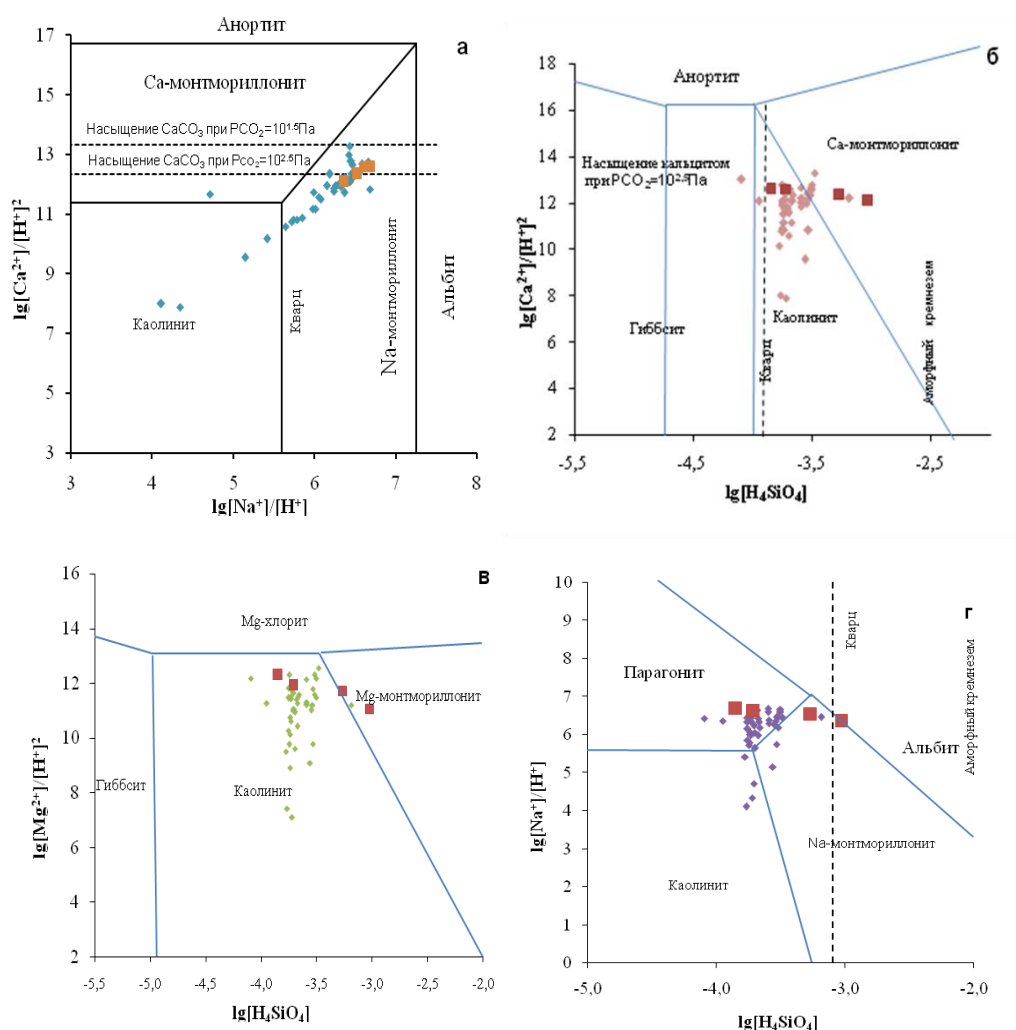 а
Анортит
17
15
13
11
9
7
5
3
lg[Ca²⁺]/[H⁺]²
Са-монтмориллонит
Насыщение CaCO₃ при PCO₂=10¹·⁵Па
Насыщение CaCO₃ при Pco₂=10²·⁵Па
Каолинит
Кварц
Na-монтмориллонит
Альбит
3 4 5 6 7 8
lg[Na⁺]/[H⁺]
б
18
16
14
12
10
8
6
4
2
lg[Ca²⁺]/[H⁺]²
Анортит
Са-монтмориллонит
Насыщение кальцитом
при PCO₂=10²·⁵Па
Гиббсит
Кварц
Каолинит
Аморфный кремнезем
-5,5 -4,5 -3,5 -2,5
lg[H₄SiO₄]
в
16
14
12
10
8
6
4
2
lg[Mg²⁺]/[H⁺]²
Mg-хлорит
Mg-монтмориллонит
Гиббсит
Каолинит
-5,5 -5,0 -4,5 -4,0 -3,5 -3,0 -2,5 -2,0
lg[H₄SiO₄]
г
10
9
8
7
6
5
4
3
2
1
0
lg[Na⁺]/[H⁺]
Парагонит
Кварц
Альбит
Аморфный кремнезем
Na-монтмориллонит
Каолинит
-5,0 -4,0 -3,0 -2,0
lg[H₄SiO₄]